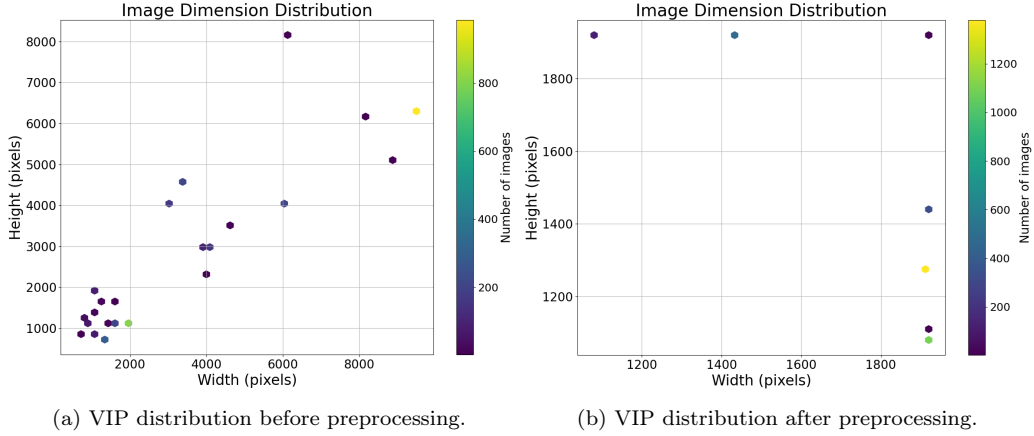 Image Dimension Distribution
8000
7000
6000
5000
4000
3000
2000
1000
Height (pixels)
2000 4000 6000 8000
Width (pixels)
800
600
400
200
Number of images
(a) VIP distribution before preprocessing.
Image Dimension Distribution
1800
1600
1400
1200
Height (pixels)
1200 1400 1600 1800
Width (pixels)
1200
1000
800
600
400
200
Number of images
(b) VIP distribution after preprocessing.